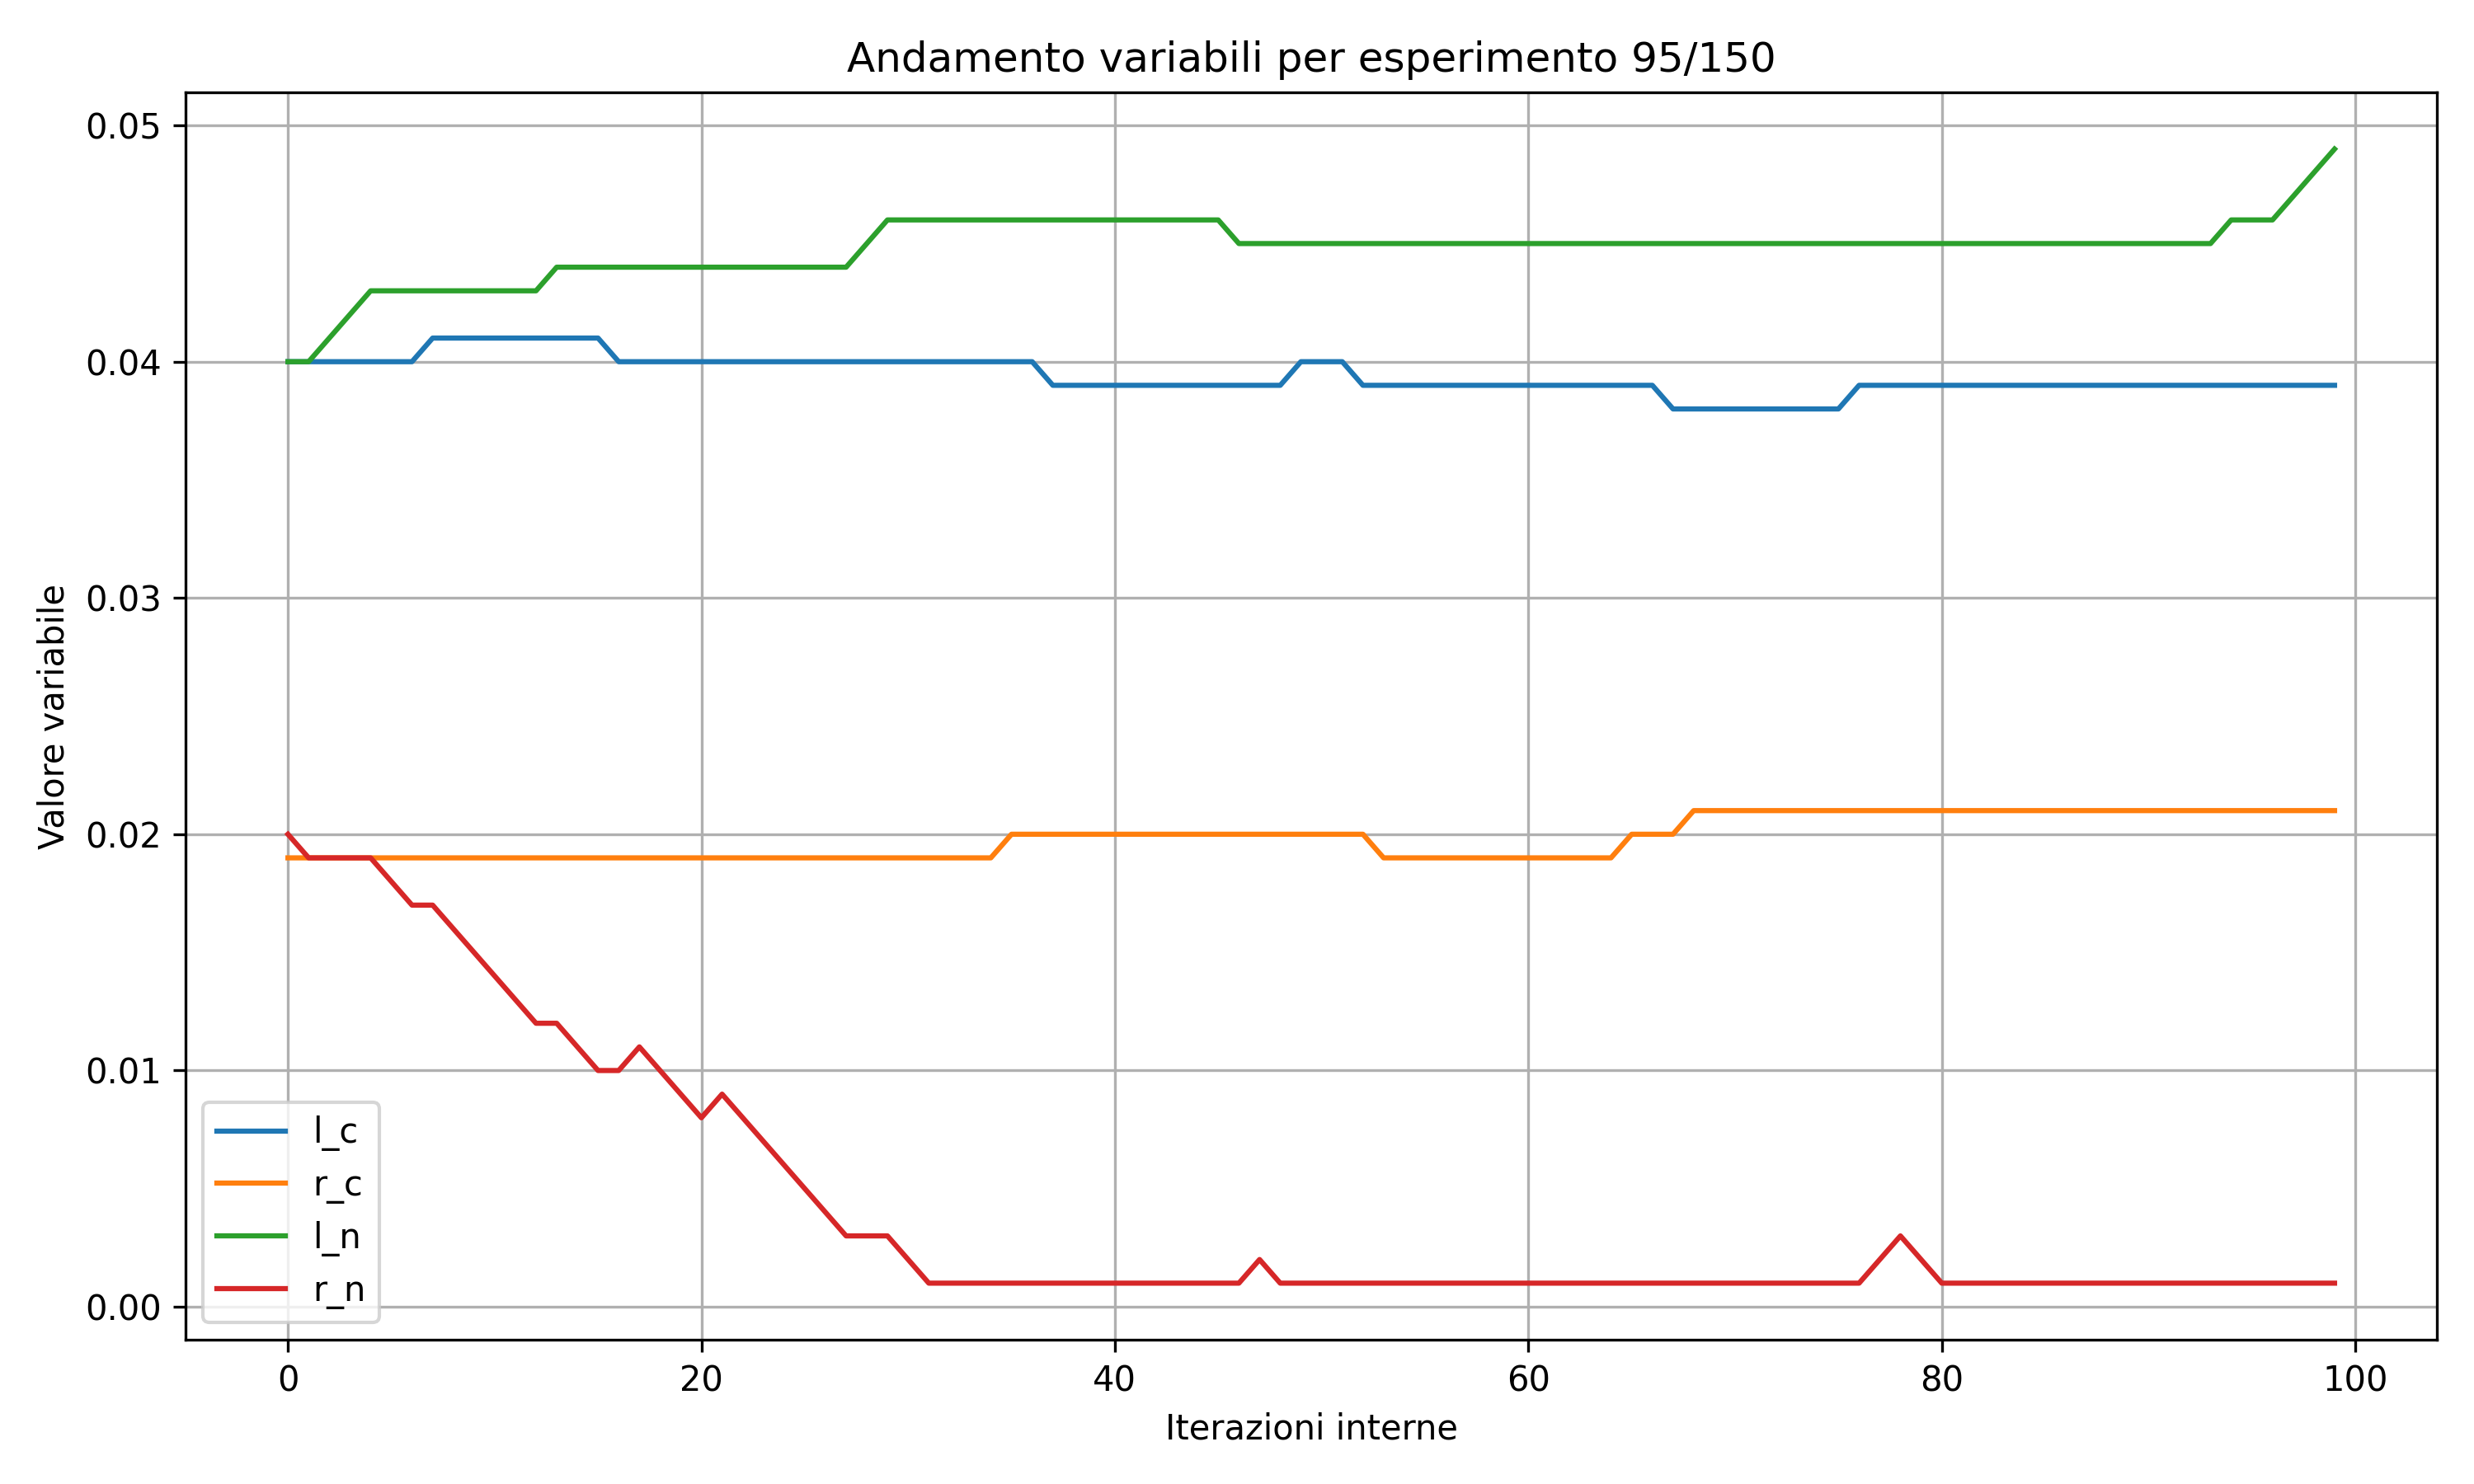 Andamento variabili per esperimento 95/150
Valore variabile
0.05
0.04
0.03
0.02
0.01
0.00
l_c
r_c
l_n
r_n
0 20 40 60 80 100
Iterazioni interne